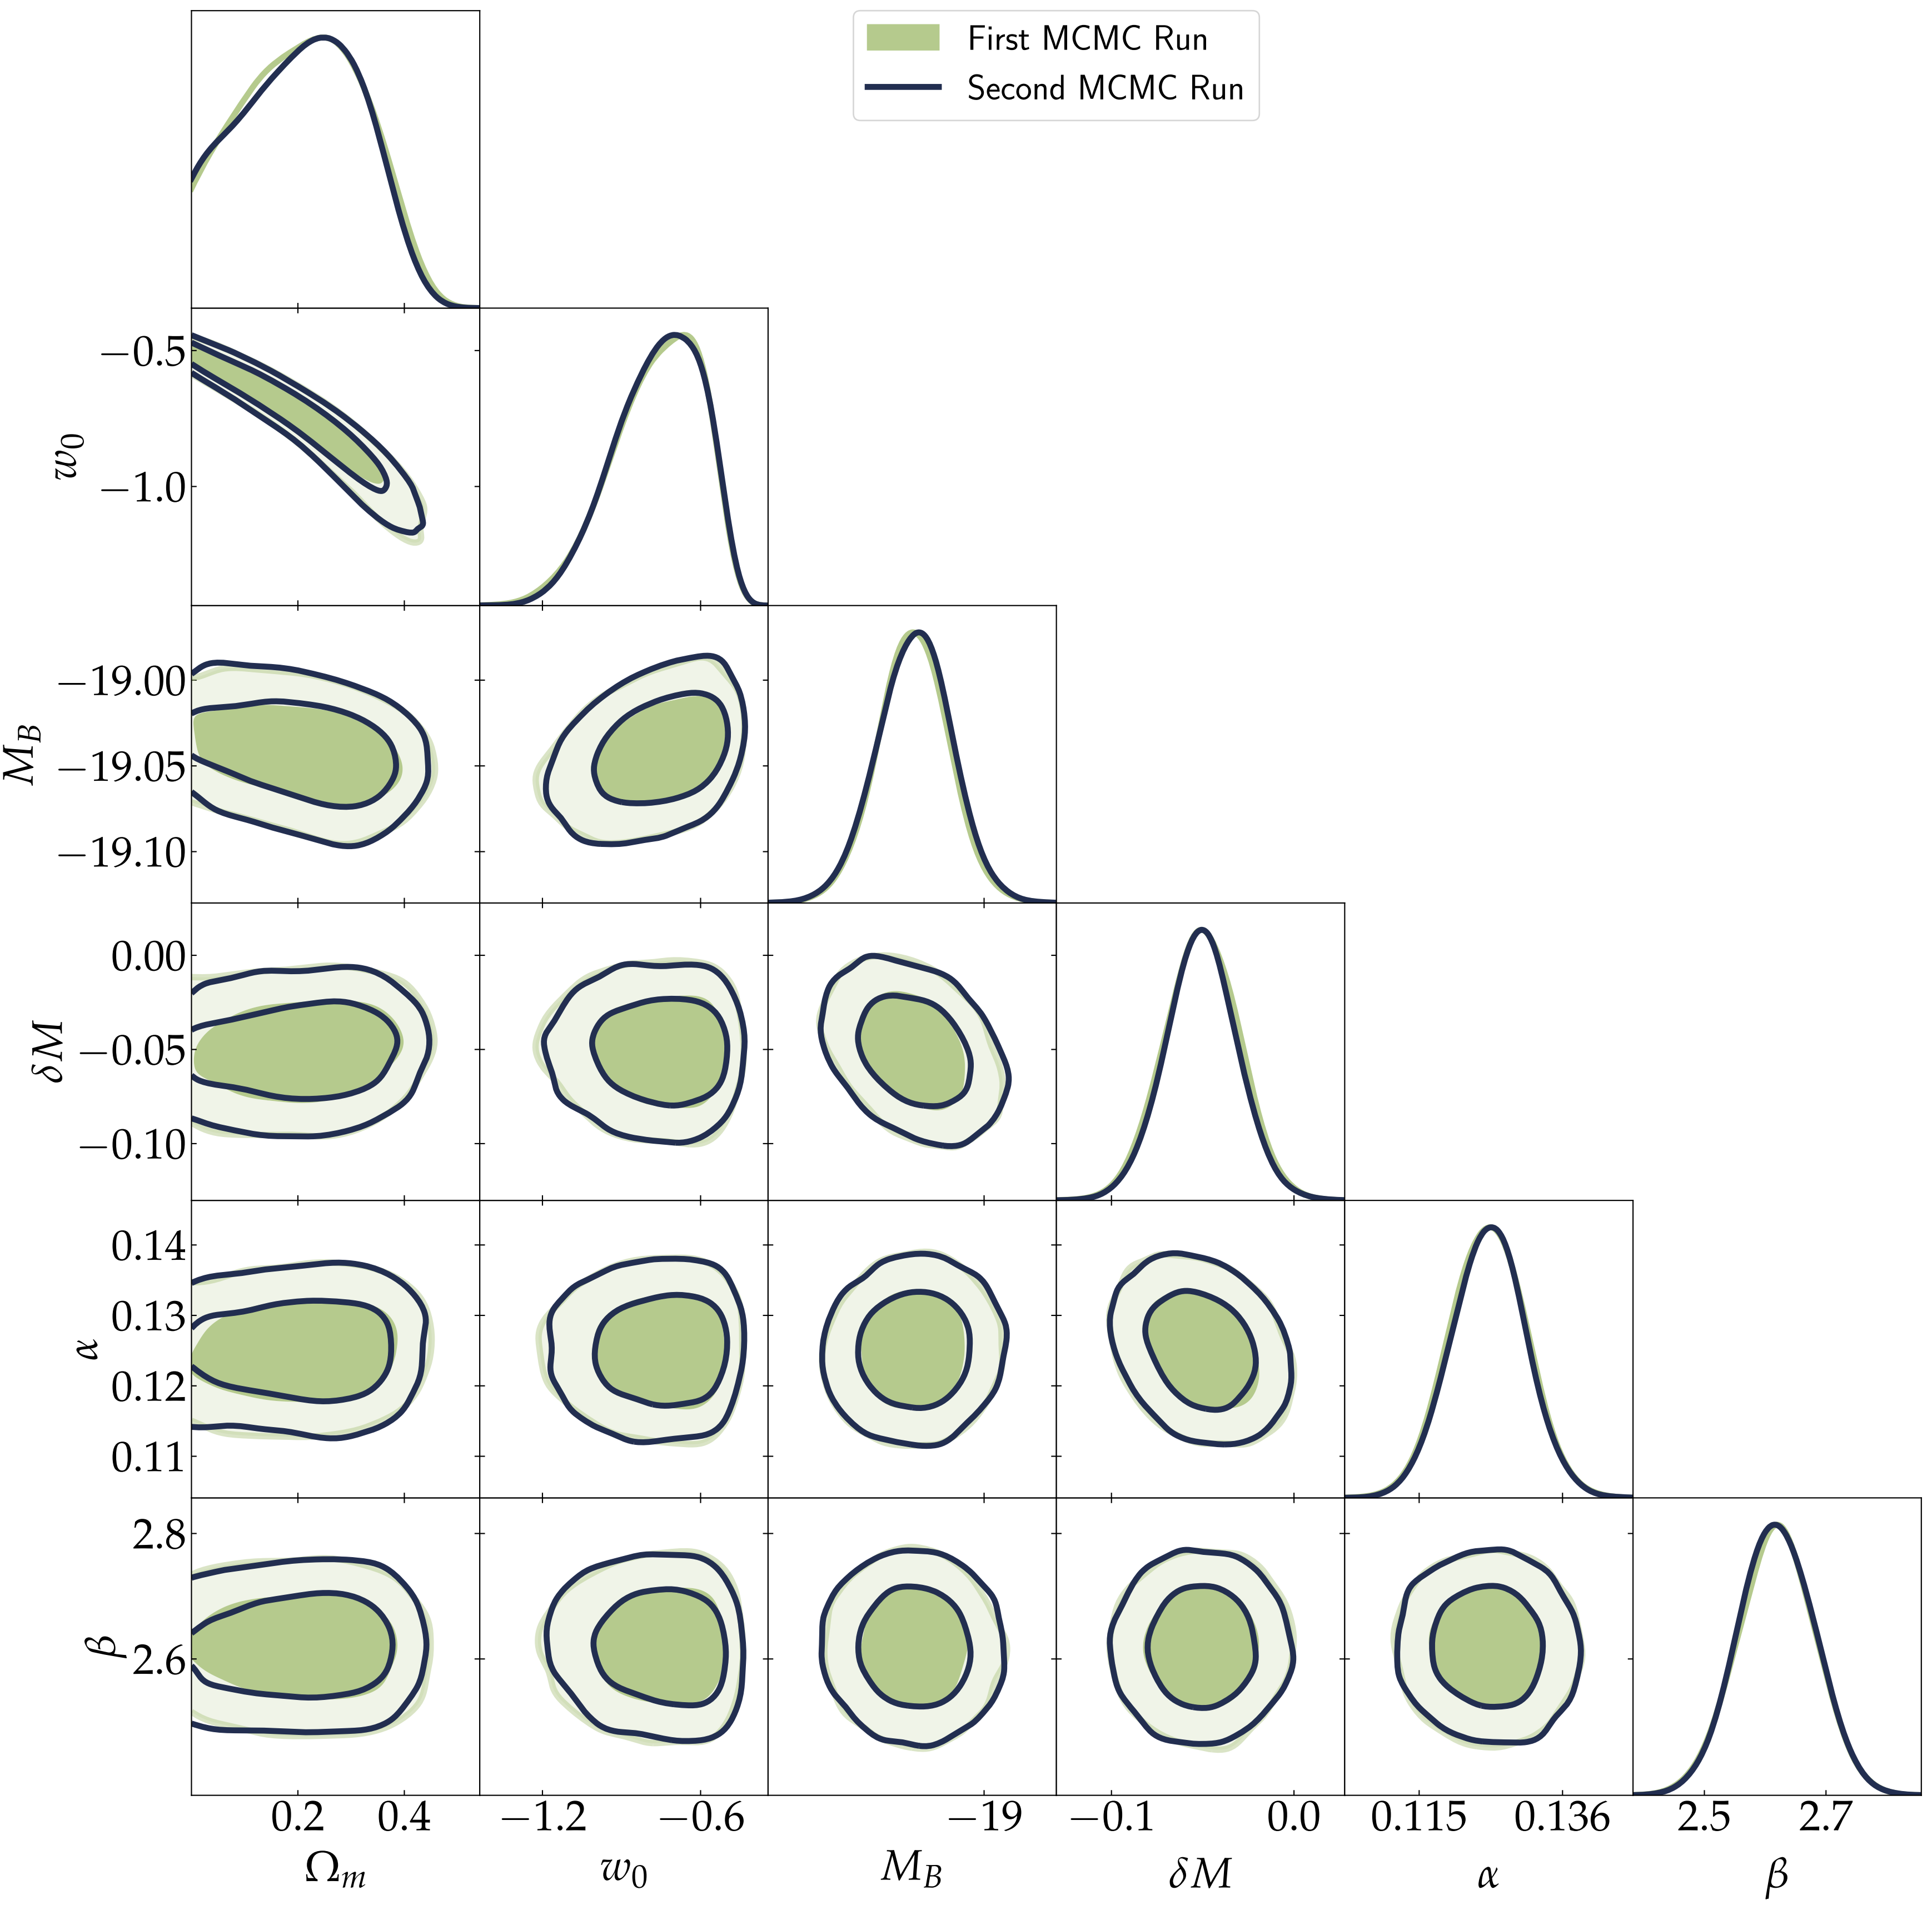 First MCMC Run
Second MCMC Run
−0.5
−1.0
w₀
−19.00
−19.05
−19.10
M_B
0.00
−0.05
−0.10
δM
0.14
0.13
0.12
0.11
α
2.8
2.6
β
0.2 0.4 −1.2 −0.6 −19 −0.1 0.0 0.115 0.136 2.5 2.7
Ωₘ w₀ M_B δM α β